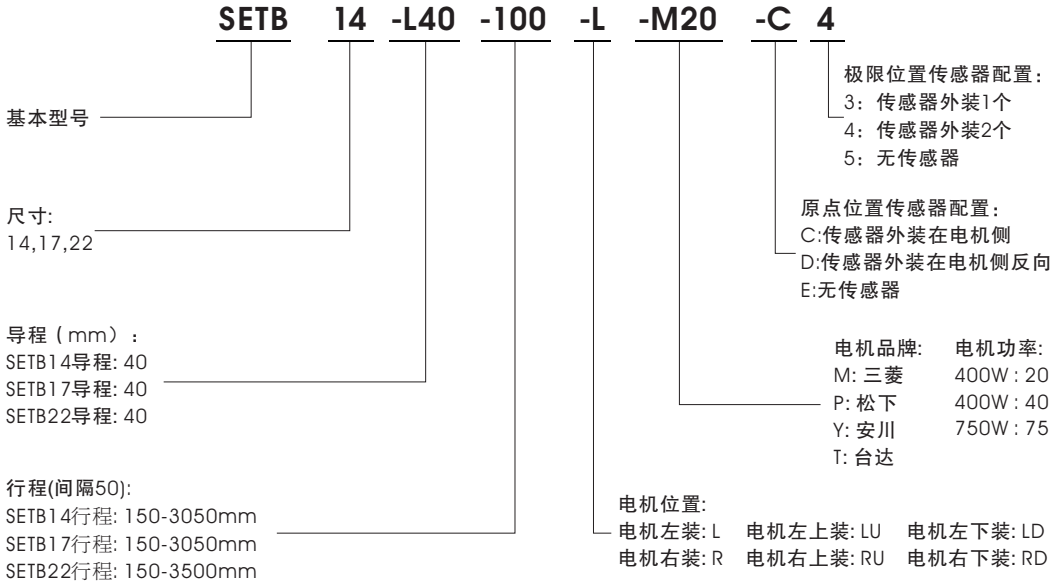 SETB 14 -L40 -100 -L -M20 -C 4
极限位置传感器配置:
3: 传感器外装1个
4: 传感器外装2个
5: 无传感器
基本型号
尺寸:
14,17,22
原点位置传感器配置:
C:传感器外装在电机侧
D:传感器外装在电机侧反向
E:无传感器
导程(mm):
SETB14导程: 40
SETB17导程: 40
SETB22导程: 40
电机品牌: 电机功率:
M: 三菱 400W : 20
P: 松下 400W : 40
Y: 安川 750W : 75
T: 台达
行程(间隔50):
SETB14行程: 150-3050mm
SETB17行程: 150-3050mm
SETB22行程: 150-3500mm
电机位置:
电机左装: L 电机左上装: LU 电机左下装: LD
电机右装: R 电机右上装: RU 电机右下装: RD